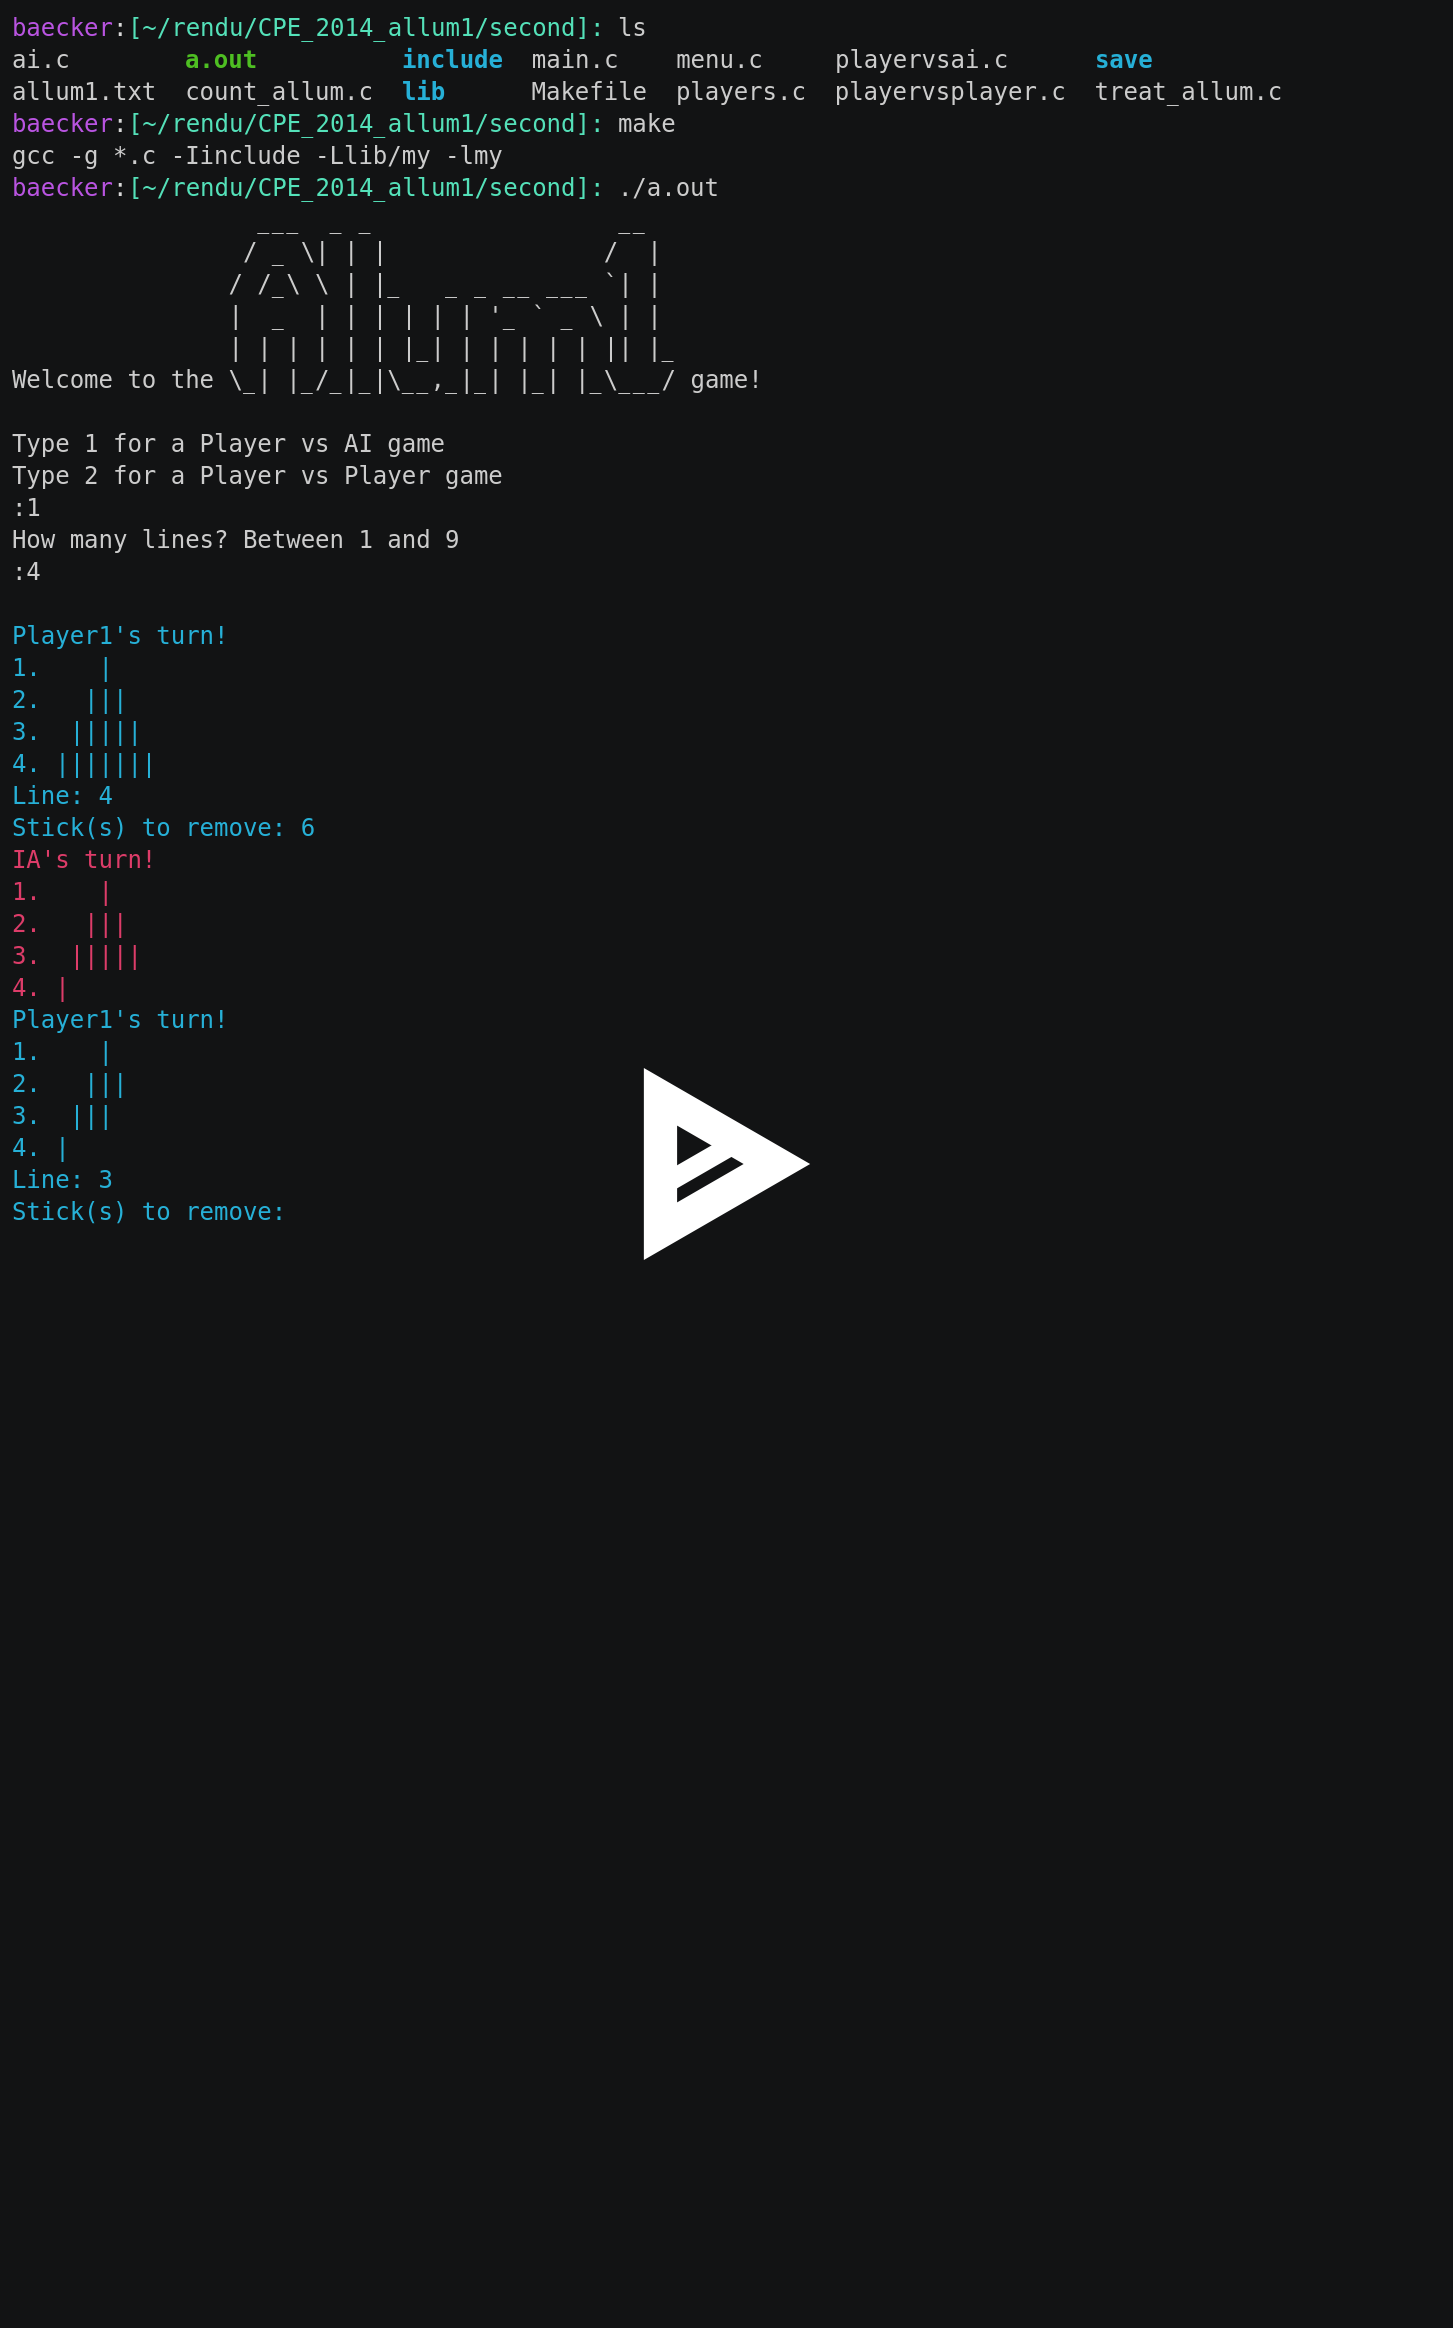 baecker:[~/rendu/CPE_2014_allum1/second]: ls
ai.c        a.out          include  main.c    menu.c     playervsai.c      save
allum1.txt  count_allum.c  lib      Makefile  players.c  playervsplayer.c  treat_allum.c
baecker:[~/rendu/CPE_2014_allum1/second]: make
gcc -g *.c -Iinclude -Llib/my -lmy
baecker:[~/rendu/CPE_2014_allum1/second]: ./a.out
                 ___  _ _                 __
                / _ \| | |               /  |
               / /_\ \ | |_   _ _ __ ___ `| |
               |  _  | | | | | | '_ ` _ \ | |
               | | | | | | |_| | | | | | || |_
Welcome to the \_| |_/_|_|\__,_|_| |_| |_\___/ game!

Type 1 for a Player vs AI game
Type 2 for a Player vs Player game
:1
How many lines? Between 1 and 9
:4

Player1's turn!
1.    |
2.   |||
3.  |||||
4. |||||||
Line: 4
Stick(s) to remove: 6
IA's turn!
1.    |
2.   |||
3.  |||||
4. |
Player1's turn!
1.    |
2.   |||
3.  |||
4. |
Line: 3
Stick(s) to remove: